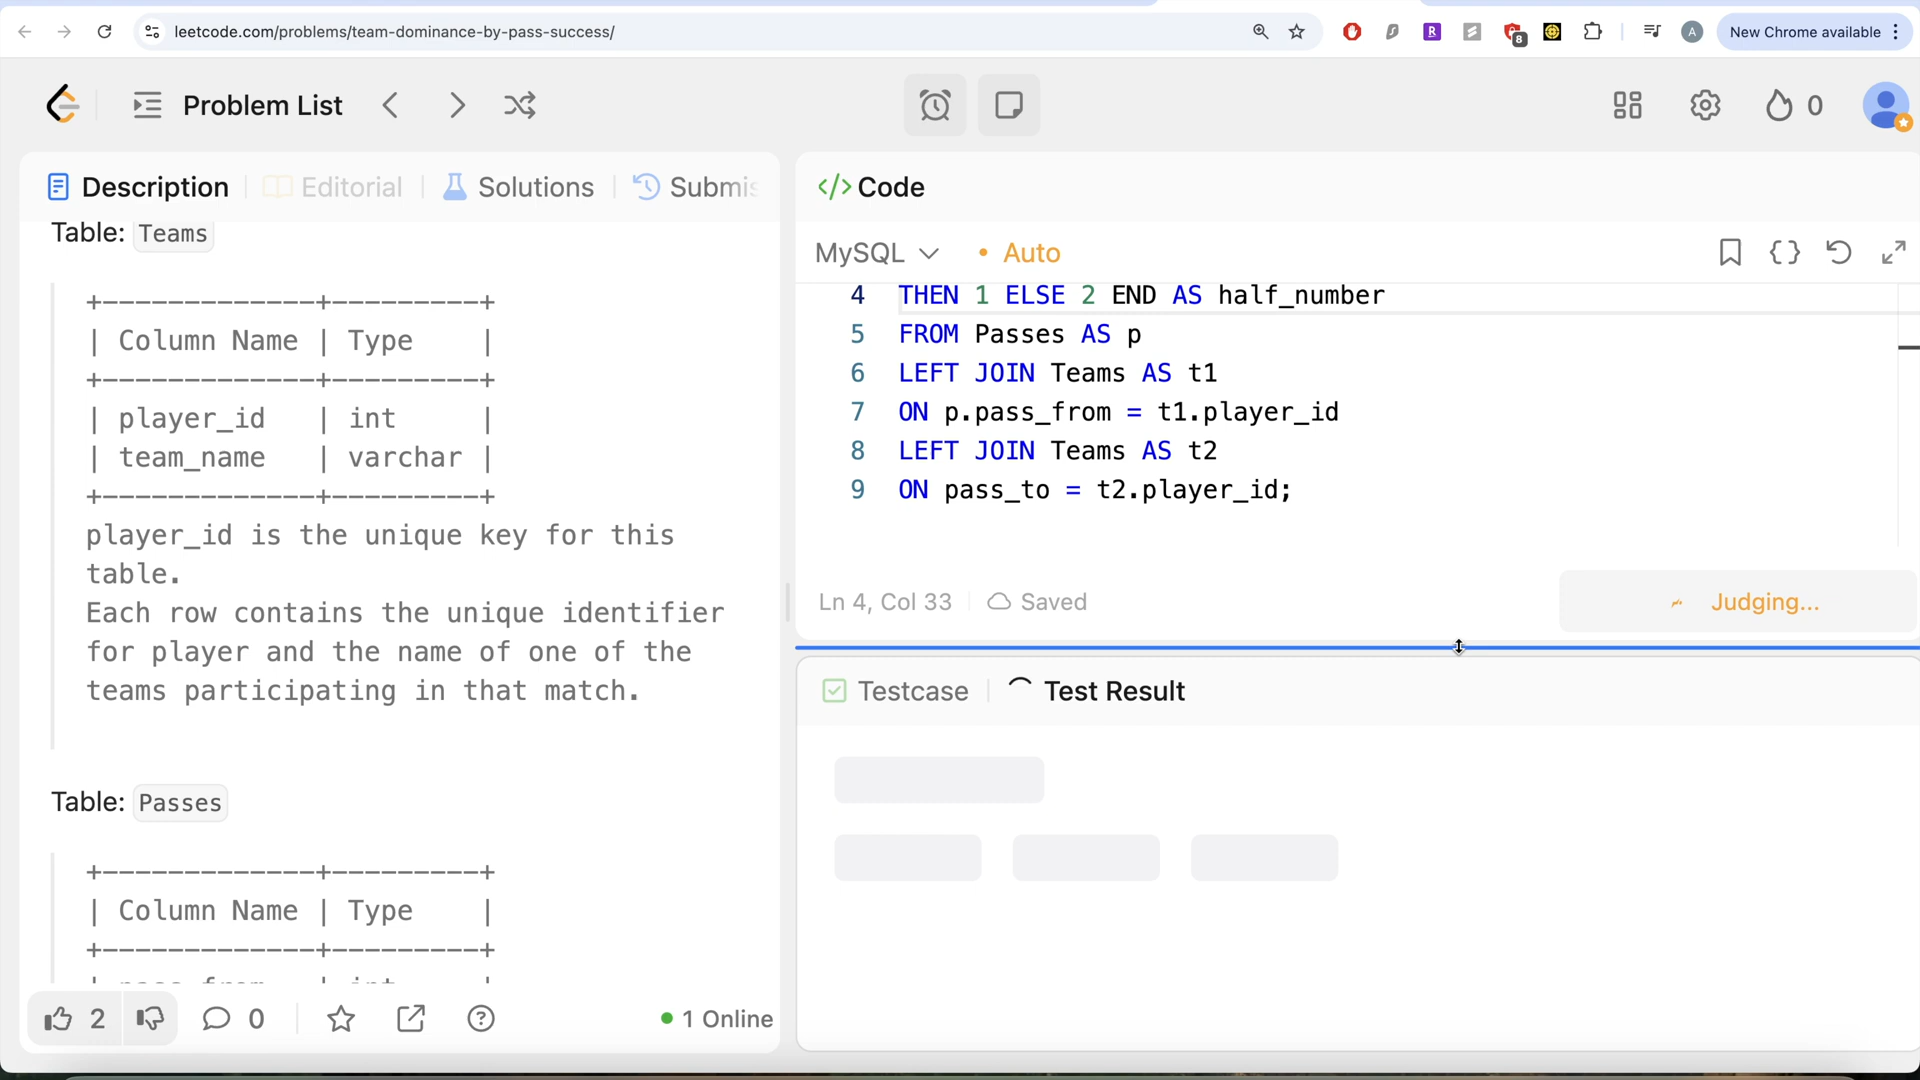 leetcode.com/problems/team-dominance-by-pass-success/
8
A
New Chrome available
Problem List
0
Description
Editorial
Solutions
Submis
Table: Teams
+-------------+---------+
| Column Name | Type    |
+-------------+---------+
| player_id   | int     |
| team_name   | varchar |
+-------------+---------+
player_id is the unique key for this
table.
Each row contains the unique identifier
for player and the name of one of the
teams participating in that match.
Table: Passes
+-------------+---------+
| Column Name | Type    |
+-------------+---------+
| pass_from   | int     |
2
0
1 Online
</> Code
MySQL
Auto
4 THEN 1 ELSE 2 END AS half_number
5 FROM Passes AS p
6 LEFT JOIN Teams AS t1
7 ON p.pass_from = t1.player_id
8 LEFT JOIN Teams AS t2
9 ON pass_to = t2.player_id;
Ln 4, Col 33
Saved
Judging...
Testcase
Test Result